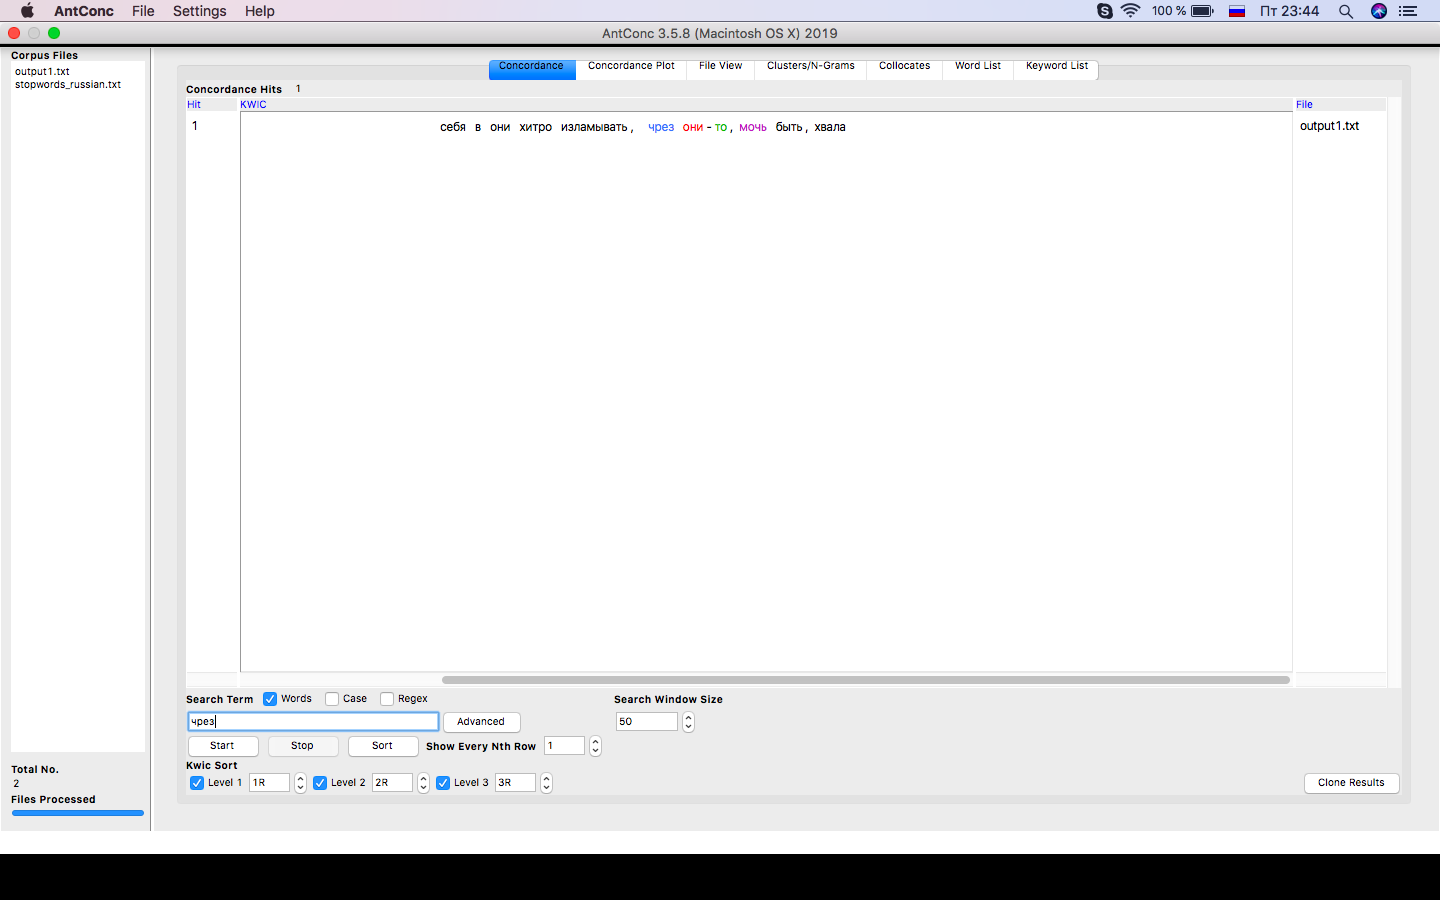 AntConc File Settings Help 100 % Пт 23:44
AntConc 3.5.8 (Macintosh OS X) 2019
Corpus Files
output1.txt
stopwords_russian.txt
Concordance Concordance Plot File View Clusters/N-Grams Collocates Word List Keyword List
Concordance Hits 1
Hit KWIC File
1 себя в они хитро изламывать, чрез они-то, мочь быть, хвала output1.txt
Search Term Words Case Regex Search Window Size
чрез Advanced 50
Start Stop Sort Show Every Nth Row 1
Kwic Sort
Level 1 1R Level 2 2R Level 3 3R Clone Results
Total No.
2
Files Processed